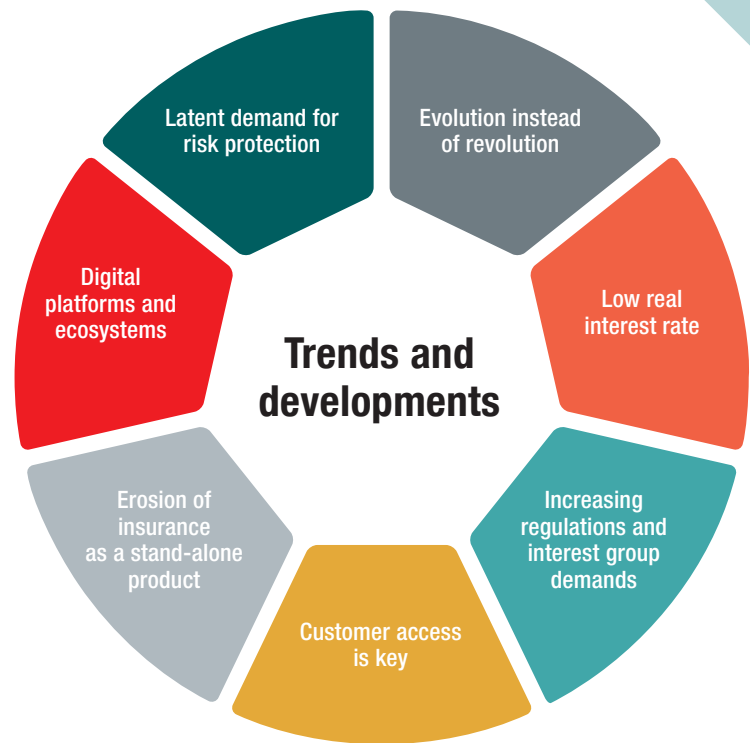 Trends and
developments
Evolution instead
of revolution
Low real
interest rate
Increasing
regulations and
interest group
demands
Customer access
is key
Erosion of
insurance
as a stand-alone
product
Digital
platforms and
ecosystems
Latent demand for
risk protection